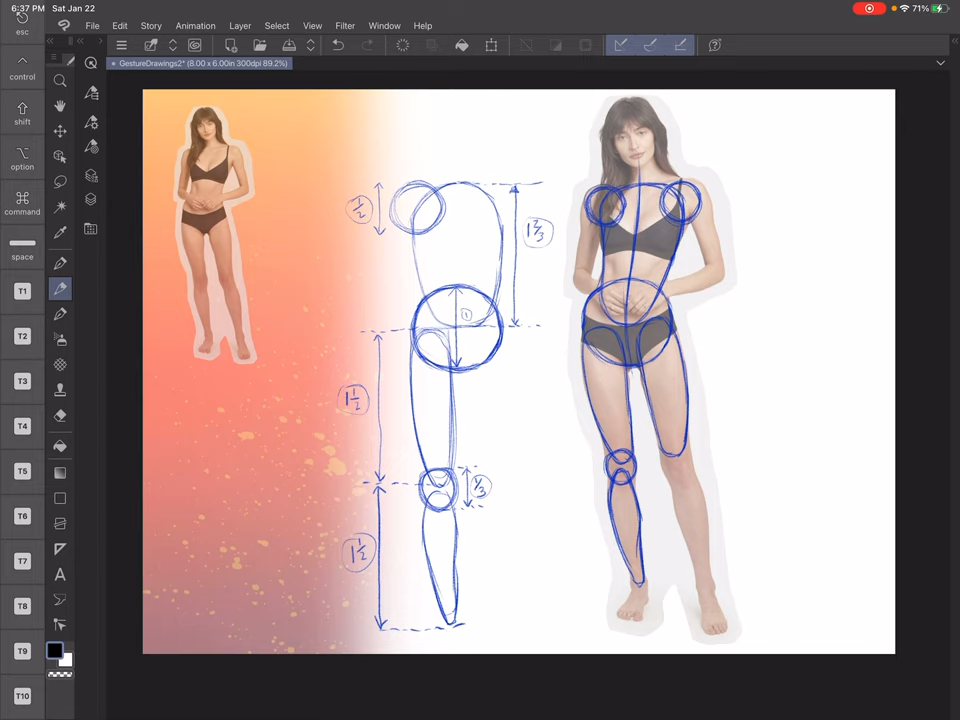 6:37 PM Sat Jan 22
71%
esc
File Edit Story Animation Layer Select View Filter Window Help
control
GestureDrawings2* (8.00 x 6.00in 300dpi 89.2%)
shift
option
command
space
T1
T2
T3
T4
T5
T6
T7
T8
T9
T10
A
1/2
1 2/3
1
1 1/2
1/3
1 1/2